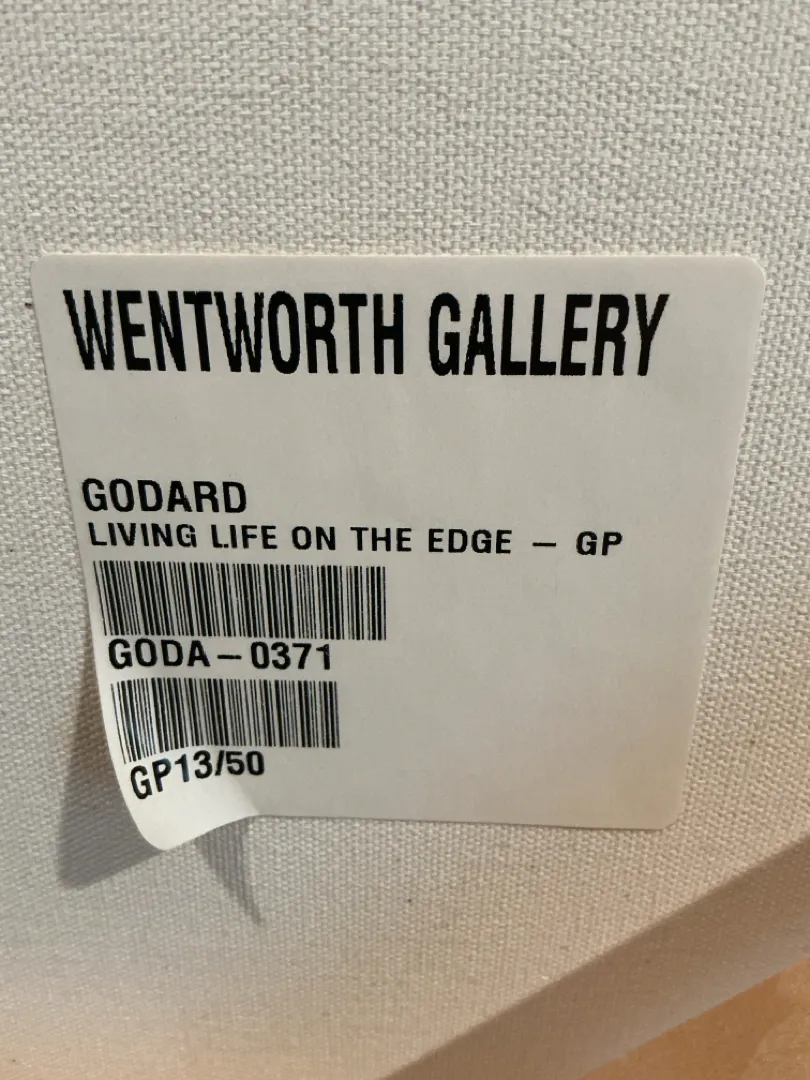 WENTWORTH GALLERY
GODARD
LIVING LIFE ON THE EDGE – GP
GODA–0371
GP13/50